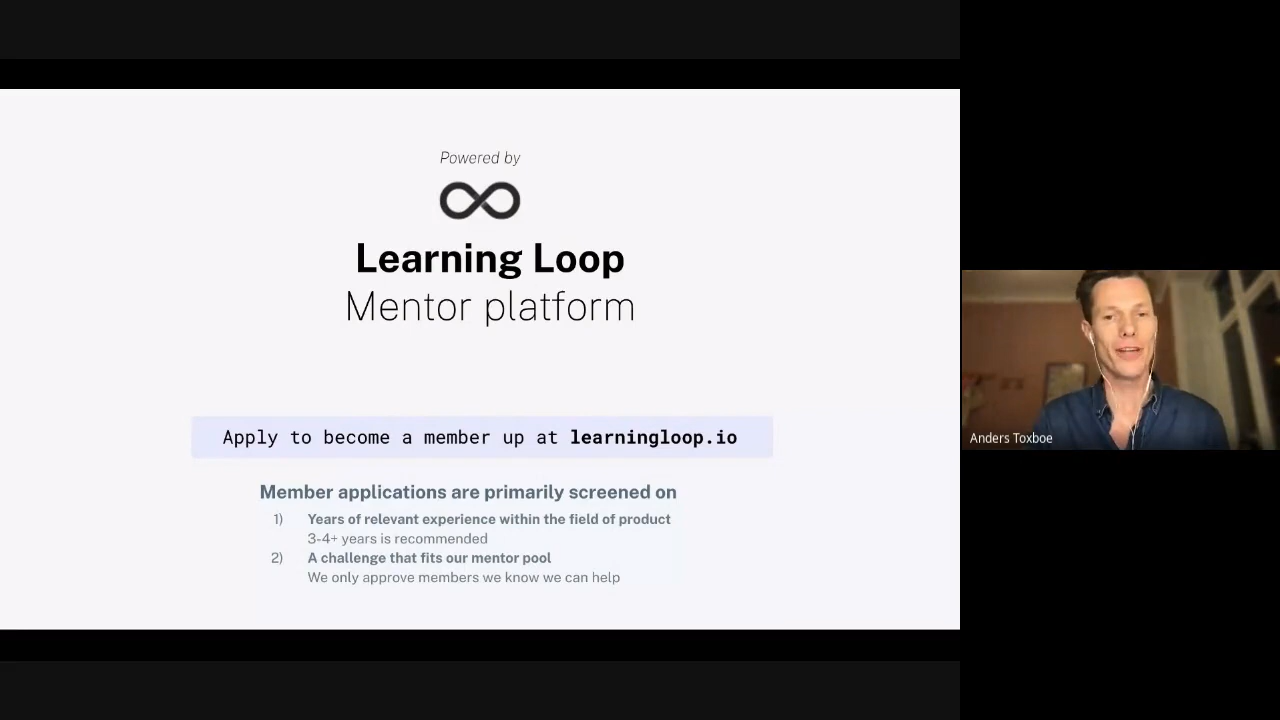 Powered by
Learning Loop
Mentor platform
Apply to become a member up at learningloop.io
Member applications are primarily screened on
1) Years of relevant experience within the field of product
3-4+ years is recommended
2) A challenge that fits our mentor pool
We only approve members we know we can help
Anders Toxboe